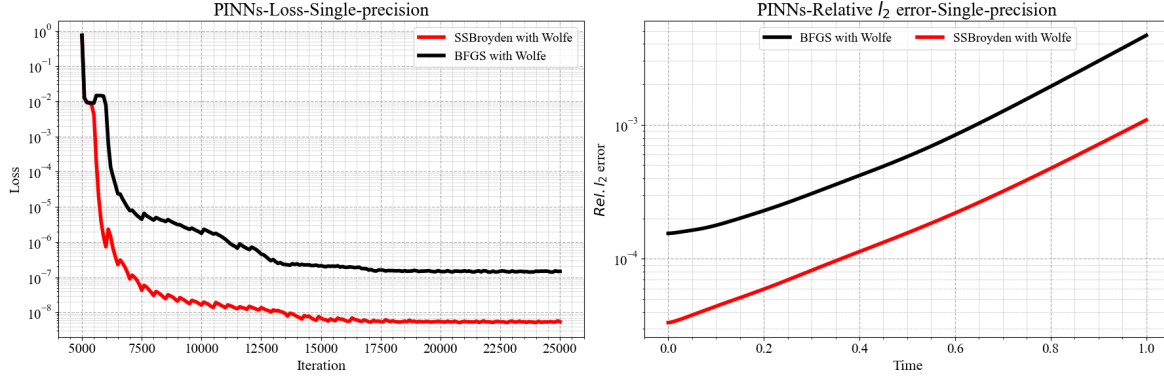 PINNs-Loss-Single-precision
SSBroyden with Wolfe
BFGS with Wolfe
10^0
10^-1
10^-2
10^-3
10^-4
10^-5
10^-6
10^-7
10^-8
Loss
5000 7500 10000 12500 15000 17500 20000 22500 25000
Iteration
PINNs-Relative l_2 error-Single-precision
BFGS with Wolfe SSBroyden with Wolfe
10^-3
10^-4
Rel. l_2 error
0.0 0.2 0.4 0.6 0.8 1.0
Time